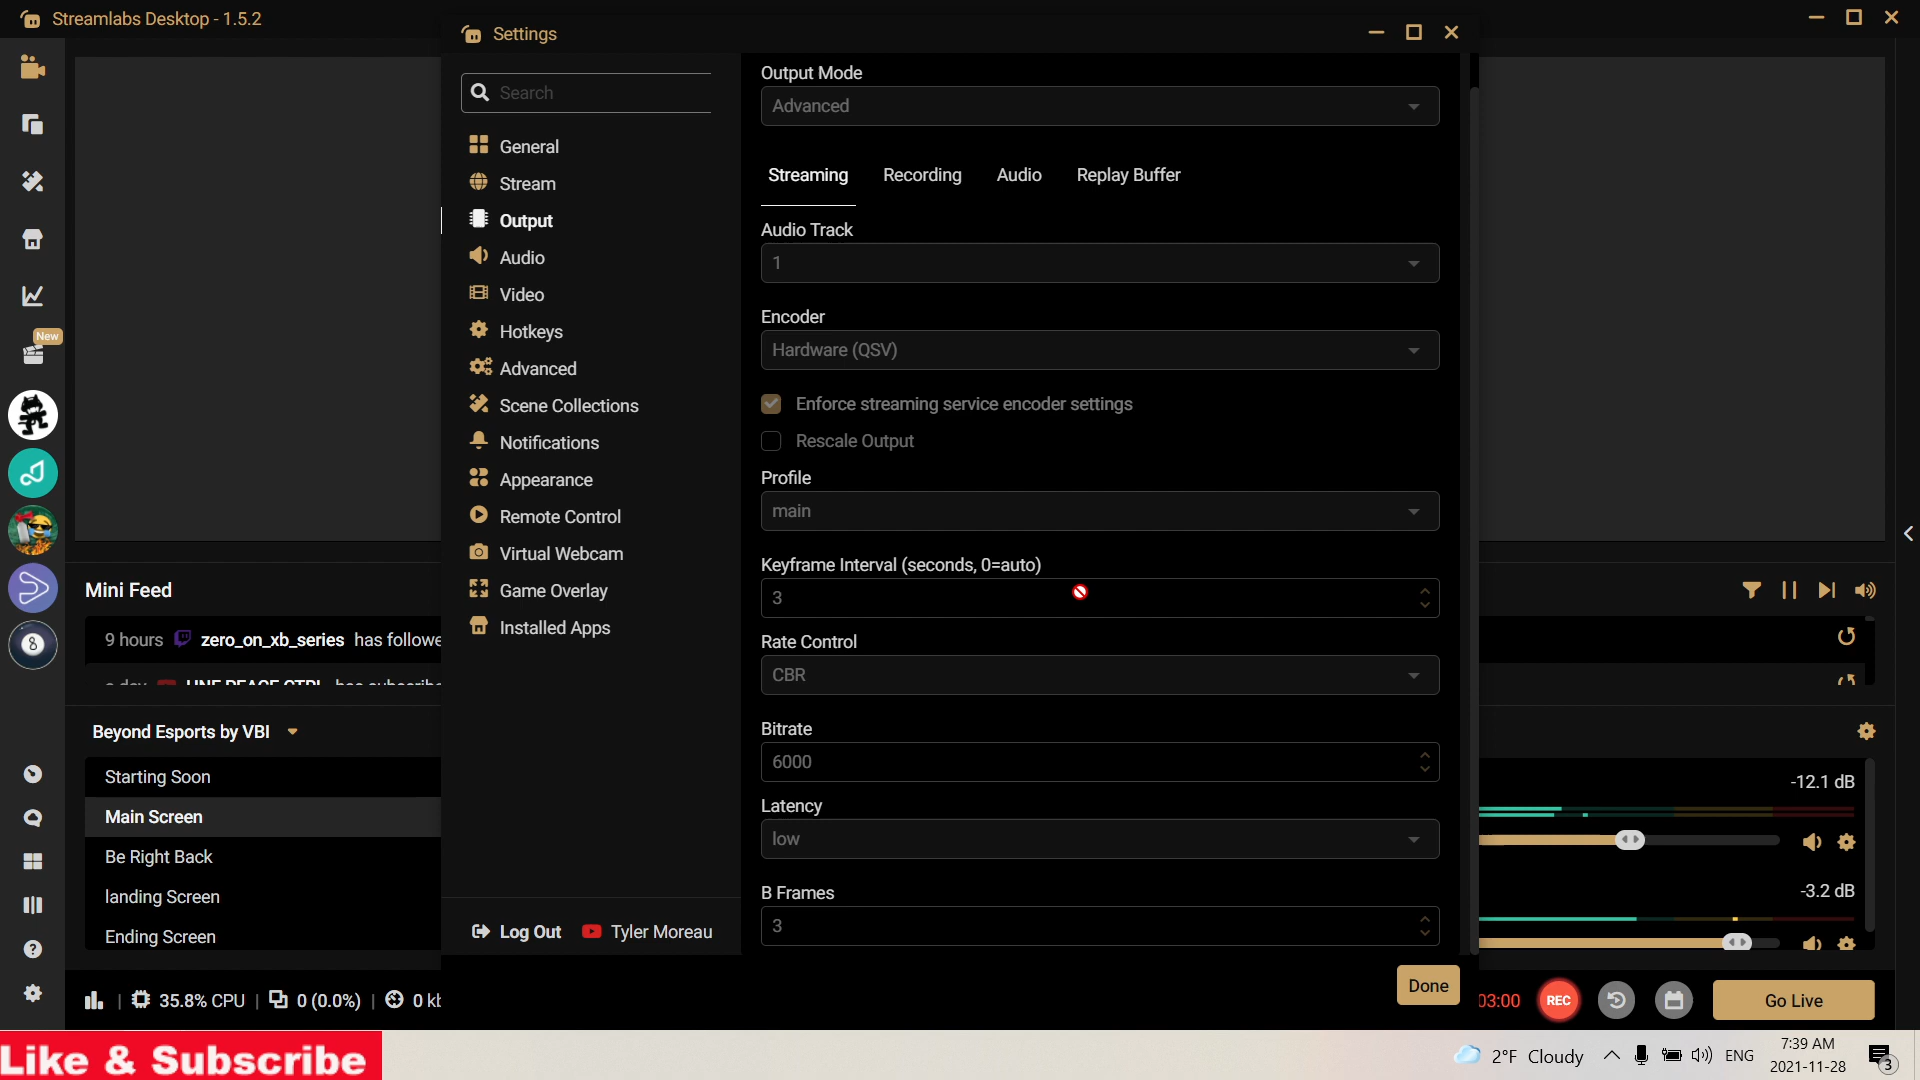 Streamlabs Desktop - 1.5.2
Settings
Search
General
Stream
Output
Audio
Video
Hotkeys
Advanced
Scene Collections
Notifications
Appearance
Remote Control
Virtual Webcam
Game Overlay
Installed Apps
Log Out
Tyler Moreau
Output Mode
Advanced
Streaming Recording Audio Replay Buffer
Audio Track
1
Encoder
Hardware (QSV)
Enforce streaming service encoder settings
Rescale Output
Profile
main
Keyframe Interval (seconds, 0=auto)
3
Rate Control
CBR
Bitrate
6000
Latency
low
B Frames
3
Done
New
8
Mini Feed
9 hours zero_on_xb_series has followe
Beyond Esports by VBI
Starting Soon
Main Screen
Be Right Back
landing Screen
Ending Screen
-12.1 dB
-3.2 dB
35.8% CPU 0 (0.0%) 0 kb
03:00 REC Go Live
Like & Subscribe
2°F Cloudy ENG
7:39 AM
2021-11-28
3